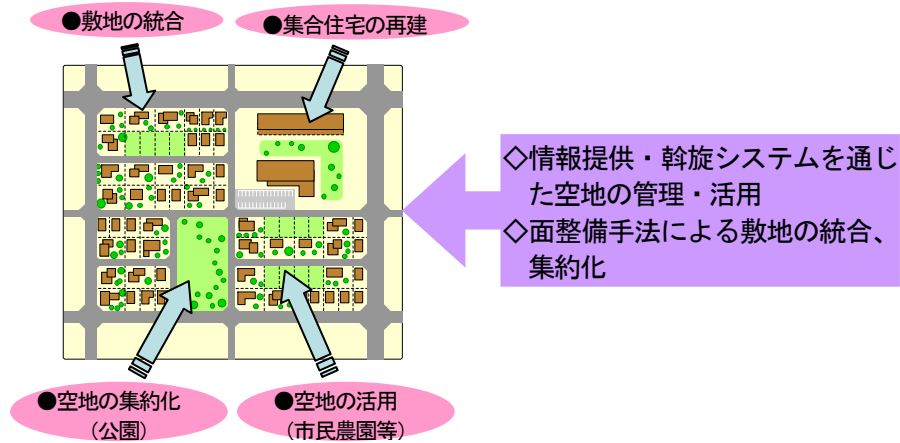 ●敷地の統合
●集合住宅の再建
◇情報提供・斡旋システムを通じ
た空地の管理・活用
◇面整備手法による敷地の統合、
集約化
●空地の集約化
（公園）
●空地の活用
（市民農園等）